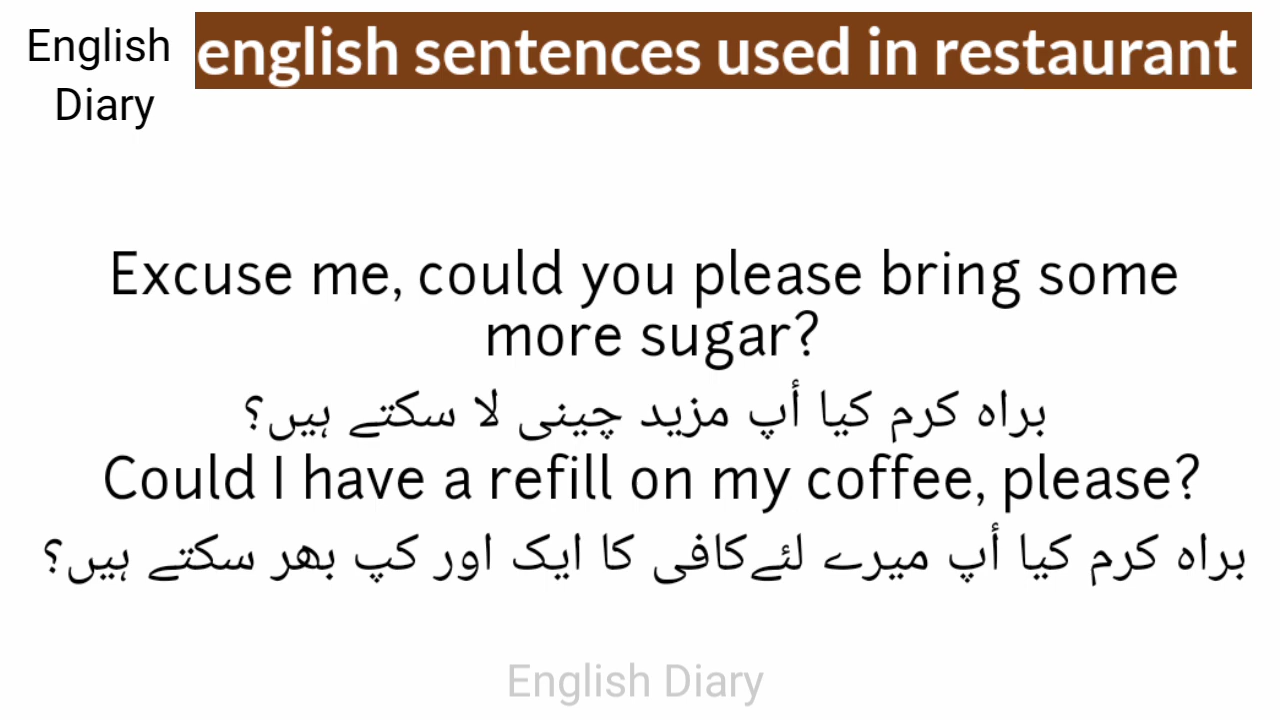 English
Diary
english sentences used in restaurant
Excuse me, could you please bring some
more sugar?
براہ کرم کیا أپ مزید چینی لا سکتے ہیں؟
Could I have a refill on my coffee, please?
براہ کرم کیا أپ میرے لئےکافی کا ایک اور کپ بھر سکتے ہیں؟
English Diary